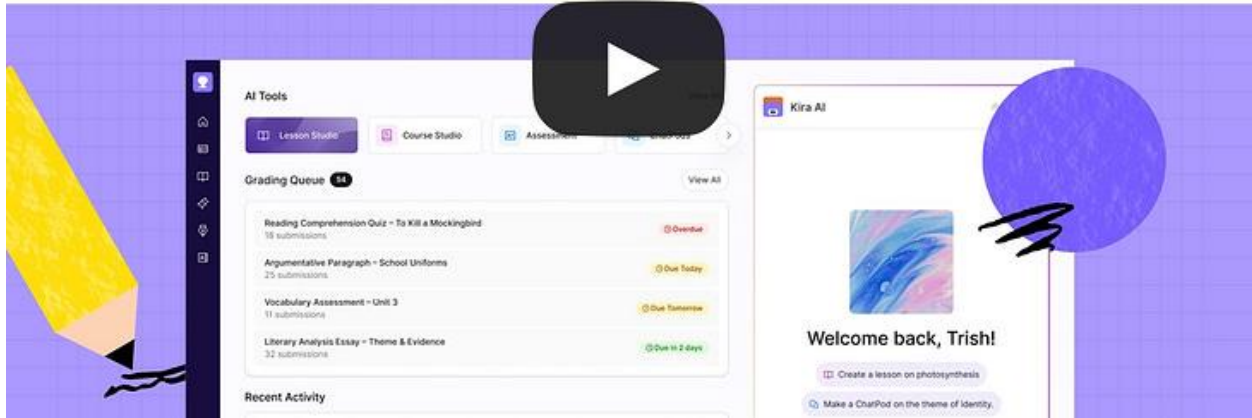 AI Tools
Lesson Studio
Course Studio
Assessment
Grading Queue 54
View All
Reading Comprehension Quiz – To Kill a Mockingbird
18 submissions
Overdue
Argumentative Paragraph – School Uniforms
25 submissions
Due Today
Vocabulary Assessment – Unit 3
11 submissions
Due Tomorrow
Literary Analysis Essay – Theme & Evidence
32 submissions
Due in 2 days
Recent Activity
Kira AI
Welcome back, Trish!
Create a lesson on photosynthesis
Make a ChatPod on the theme of identity.